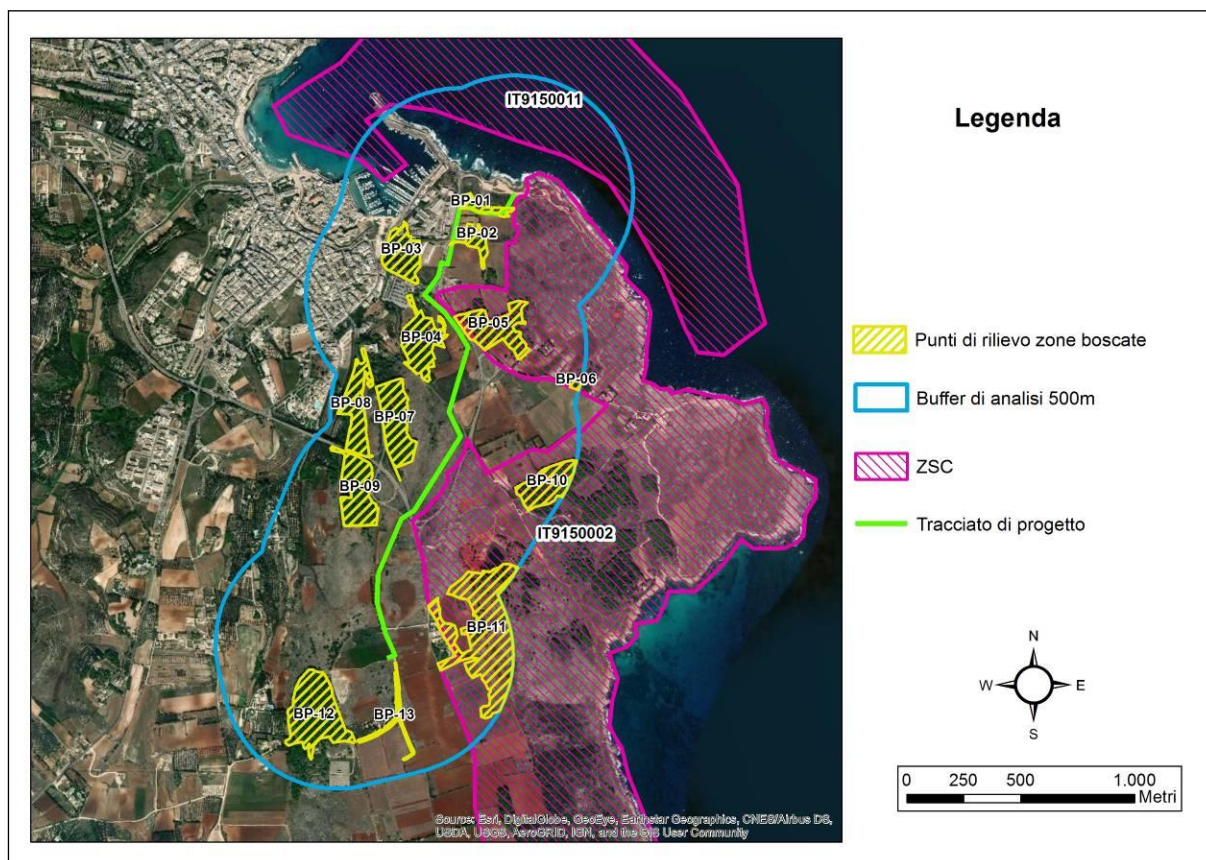 IT9150011
BP-01
BP-02
BP-03
BP-05
BP-04
BP-06
BP-08
BP-07
BP-10
BP-09
IT9150002
BP-11
BP-12
BP-13
Source: Esri, DigitalGlobe, GeoEye, Earthstar Geographics, CNES/Airbus DS,
USDA, USGS, AeroGRID, IGN, and the GIS User Community
Legenda
Punti di rilievo zone boscate
Buffer di analisi 500m
ZSC
Tracciato di progetto
N
W E
S
0 250 500 1.000
Metri